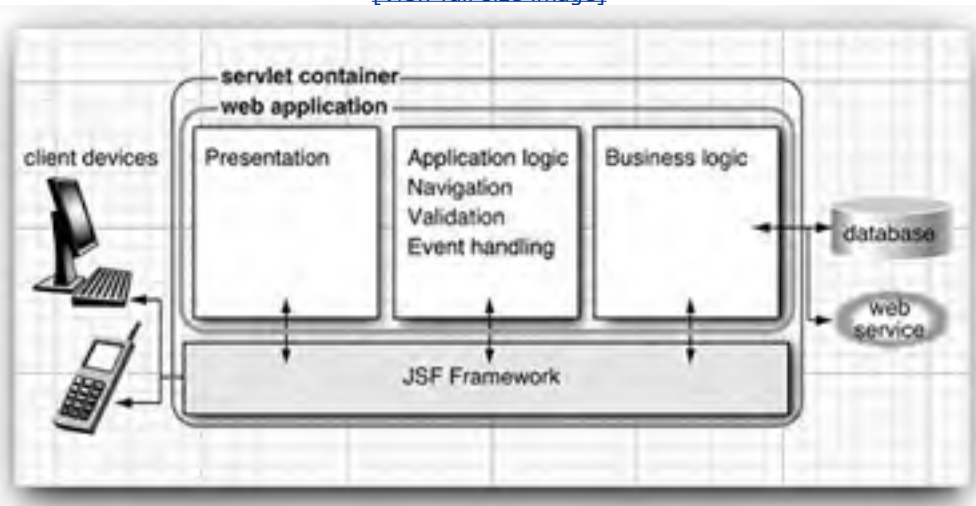 servlet container
web application
client devices
Presentation
Application logic
Navigation
Validation
Event handling
Business logic
database
web
service
JSF Framework